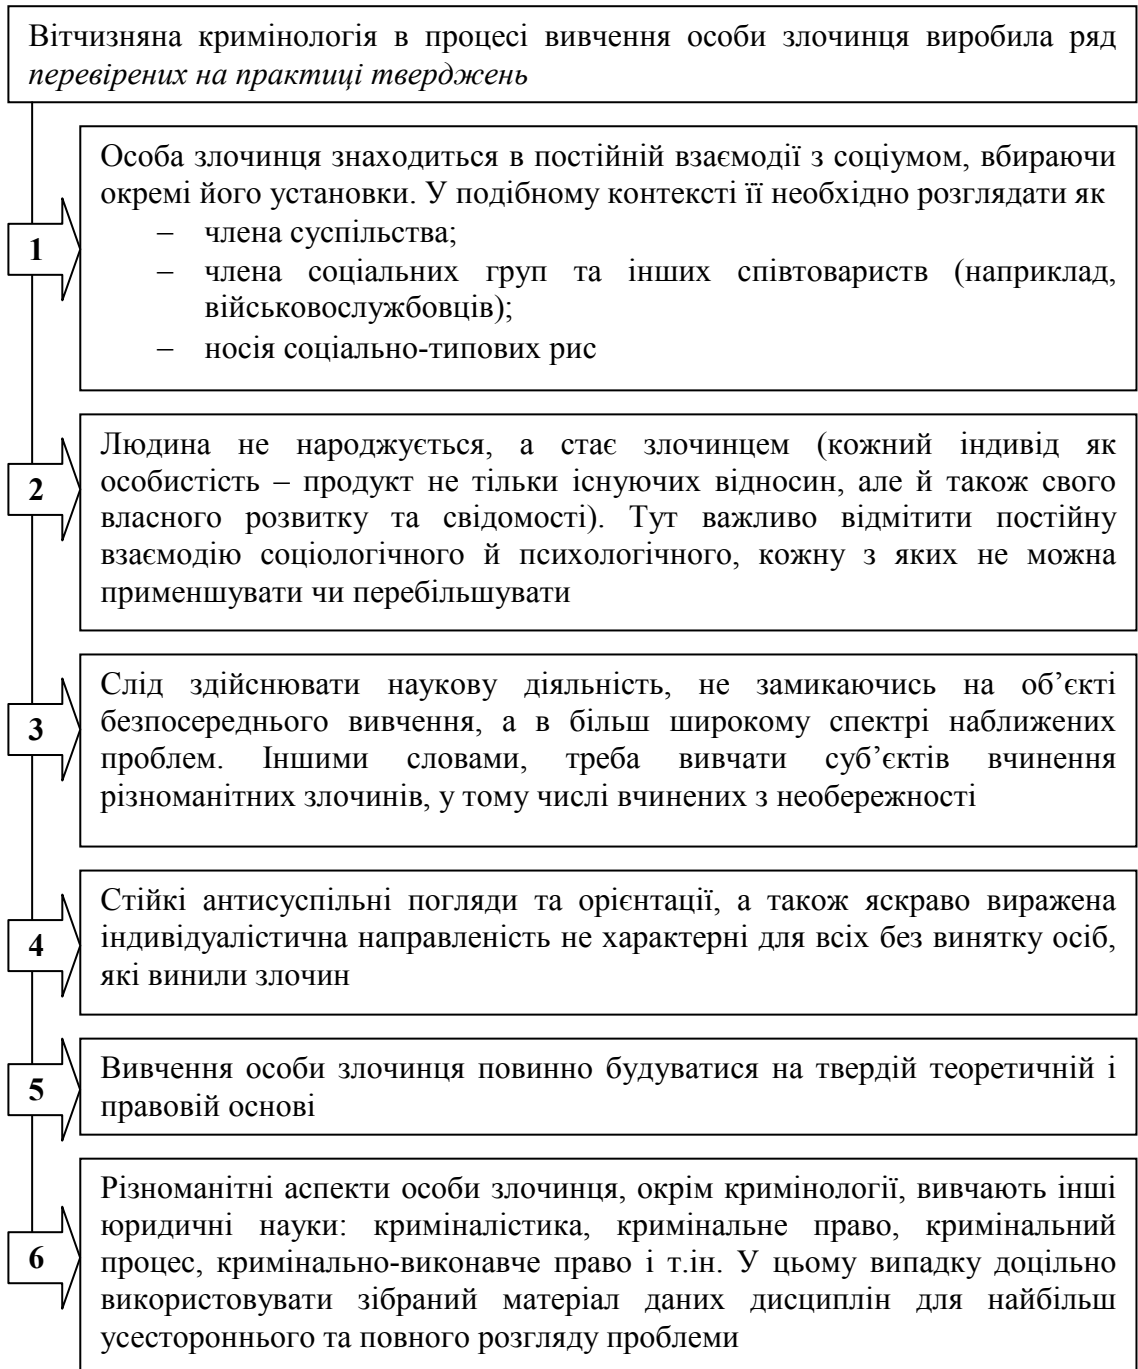 Вітчизняна кримінологія в процесі вивчення особи злочинця виробила ряд
перевірених на практиці тверджень
Особа злочинця знаходиться в постійній взаємодії з соціумом, вбираючи
окремі його установки. У подібному контексті її необхідно розглядати як
– члена суспільства;
– члена соціальних груп та інших співтовариств (наприклад,
військовослужбовців);
– носія соціально-типових рис
1
Людина не народжується, а стає злочинцем (кожний індивід як
особистість – продукт не тільки існуючих відносин, але й також свого
власного розвитку та свідомості). Тут важливо відмітити постійну
взаємодію соціологічного й психологічного, кожну з яких не можна
применшувати чи перебільшувати
2
Слід здійснювати наукову діяльність, не замикаючись на об’єкті
безпосереднього вивчення, а в більш широкому спектрі наближених
проблем. Іншими словами, треба вивчати суб’єктів вчинення
різноманітних злочинів, у тому числі вчинених з необережності
3
Стійкі антисуспільні погляди та орієнтації, а також яскраво виражена
індивідуалістична направленість не характерні для всіх без винятку осіб,
які винили злочин
4
Вивчення особи злочинця повинно будуватися на твердій теоретичній і
правовій основі
5
Різноманітні аспекти особи злочинця, окрім кримінології, вивчають інші
юридичні науки: криміналістика, кримінальне право, кримінальний
процес, кримінально-виконавче право і т.ін. У цьому випадку доцільно
використовувати зібраний матеріал даних дисциплін для найбільш
усестороннього та повного розгляду проблеми
6